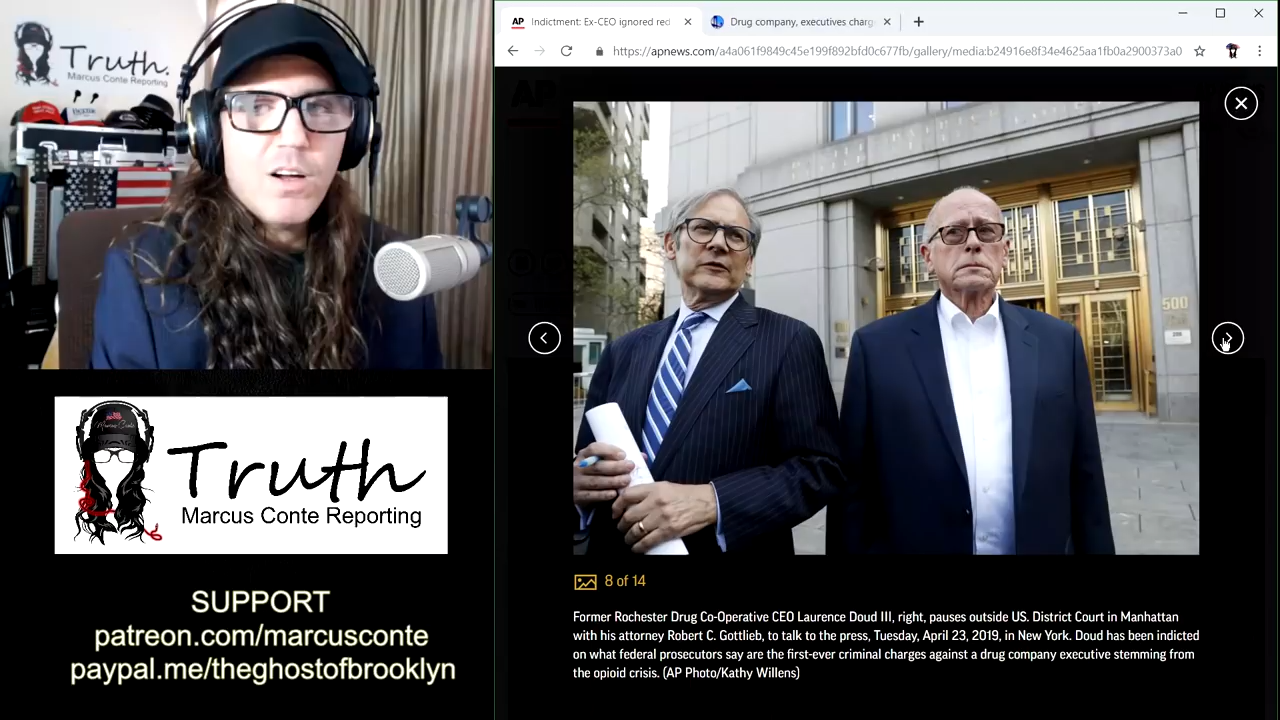 Truth.
Marcus Conte Reporting
Truth
Marcus Conte Reporting
SUPPORT
patreon.com/marcusconte
paypal.me/theghostofbrooklyn
AP Indictment: Ex-CEO ignored red
Drug company, executives charg
https://apnews.com/a4a061f9849c45e199f892bfd0c677fb/gallery/media:b24916e8f34e4625aa1fb0a2900373a0
500
8 of 14
Former Rochester Drug Co-Operative CEO Laurence Doud III, right, pauses outside US. District Court in Manhattan
with his attorney Robert C. Gottlieb, to talk to the press, Tuesday, April 23, 2019, in New York. Doud has been indicted
on what federal prosecutors say are the first-ever criminal charges against a drug company executive stemming from
the opioid crisis. (AP Photo/Kathy Willens)